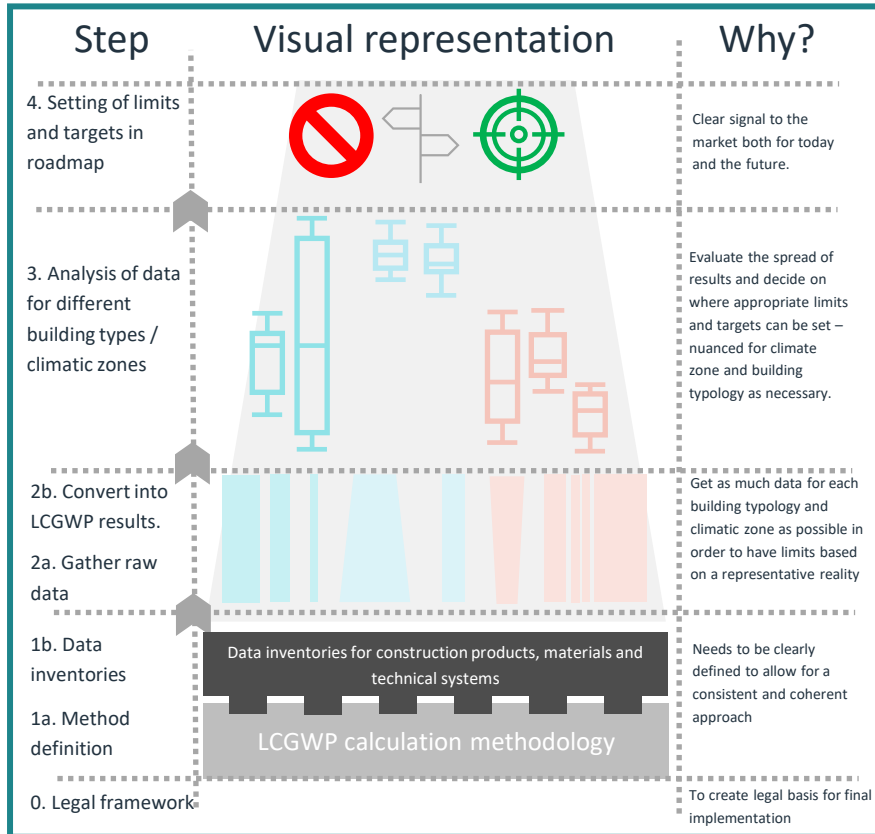 Step
Visual representation
Why?
4. Setting of limits
and targets in
roadmap
Clear signal to the
market both for today
and the future.
3. Analysis of data
for different
building types /
climatic zones
Evaluate the spread of
results and decide on
where appropriate limits
and targets can be set –
nuanced for climate
zone and building
typology as necessary.
2b. Convert into
LCGWP results.
2a. Gather raw
data
Get as much data for each
building typology and
climatic zone as possible in
order to have limits based
on a representative reality
1b. Data
inventories
Data inventories for construction products, materials and
technical systems
Needs to be clearly
defined to allow for a
consistent and coherent
approach
1a. Method
definition
LCGWP calculation methodology
0. Legal framework
To create legal basis for final
implementation